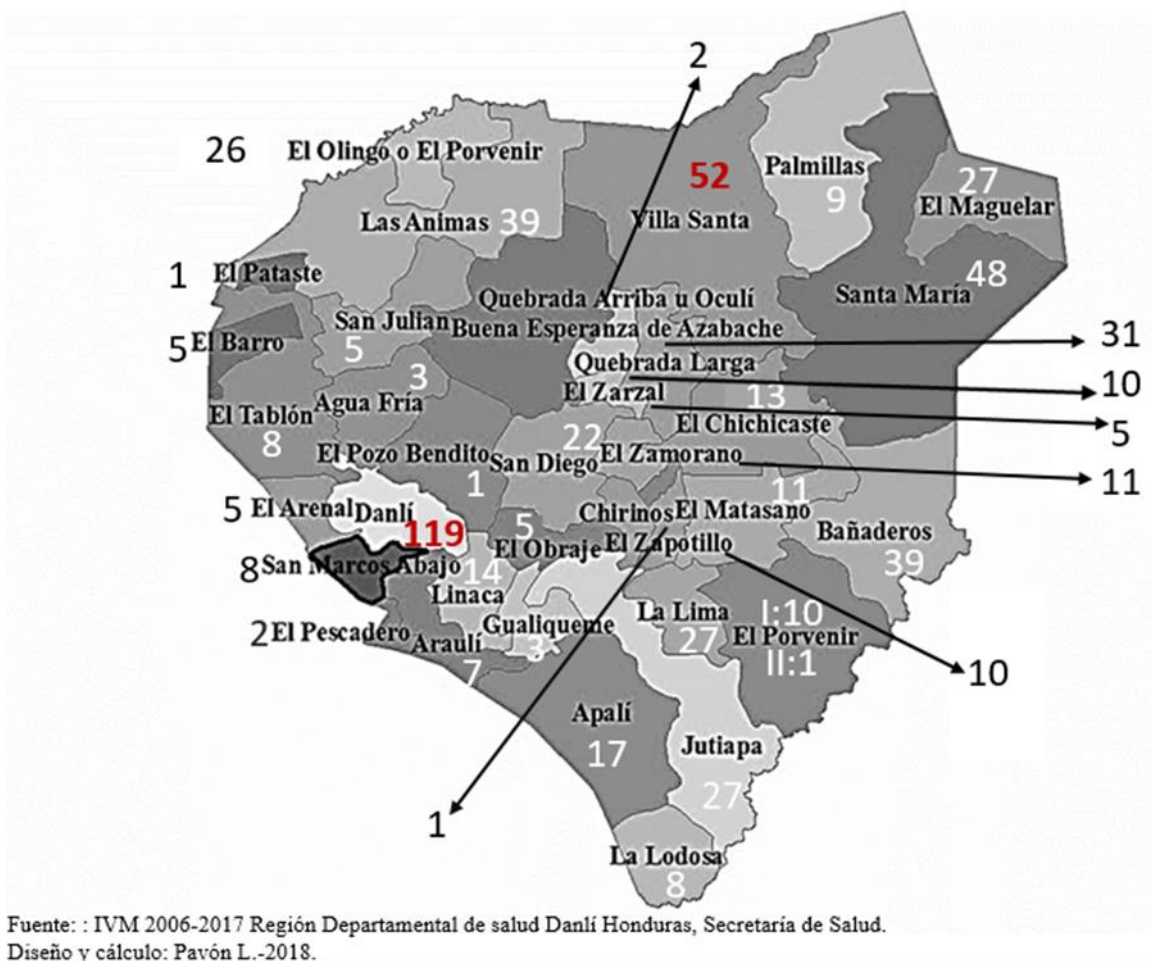 2
26
El Olingo o El Porvenir
52
Palmillas
9
27
El Maguelar
Las Animas 39
Villa Santa
1
El Pataste
48
Santa María
Quebrada Arriba u Oculí
San Julian
Buena Esperanza de Azabache
31
5
El Barro
5
Quebrada Larga
10
3
El Zarzal
13
5
Agua Fría
El Tablón
8
El Chichicaste
22
El Pozo Bendito
San Diego
El Zamorano
11
1
11
5
El Arenal
Danlí
119
5
Chirinos
El Matasano
Bañaderos
39
El Obraje
El Zapotillo
8
San Marcos Abajo
14
Linaca
La Lima
27
I:10
El Porvenir
II:1
2
El Pescadero
Araulí
7
Gualiqueme
3
10
Apalí
17
Jutiapa
27
1
La Lodosa
8
Fuente: : IVM 2006-2017 Región Departamental de salud Danlí Honduras, Secretaría de Salud.
Diseño y cálculo: Pavón L.-2018.